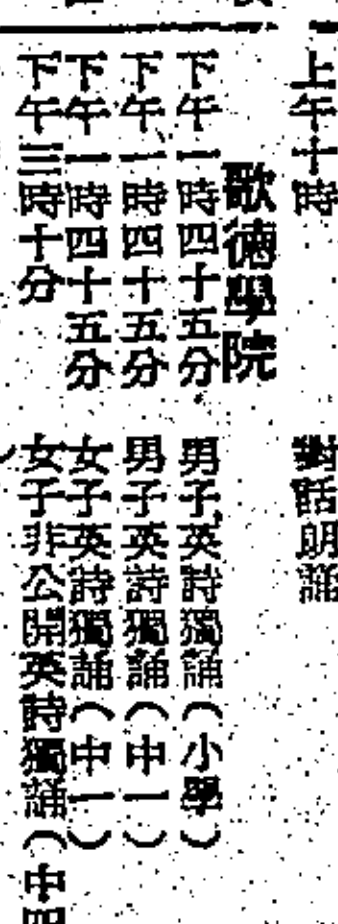 上午十時 對話朗誦
歌德學院
下午一時四十五分 男子英詩獨誦(小學)
下午一時四十五分 男子英詩獨誦(中一)
下午一時四十五分 女子英詩獨誦(中一)
下午三時十分 女子非公開英詩獨誦(中四